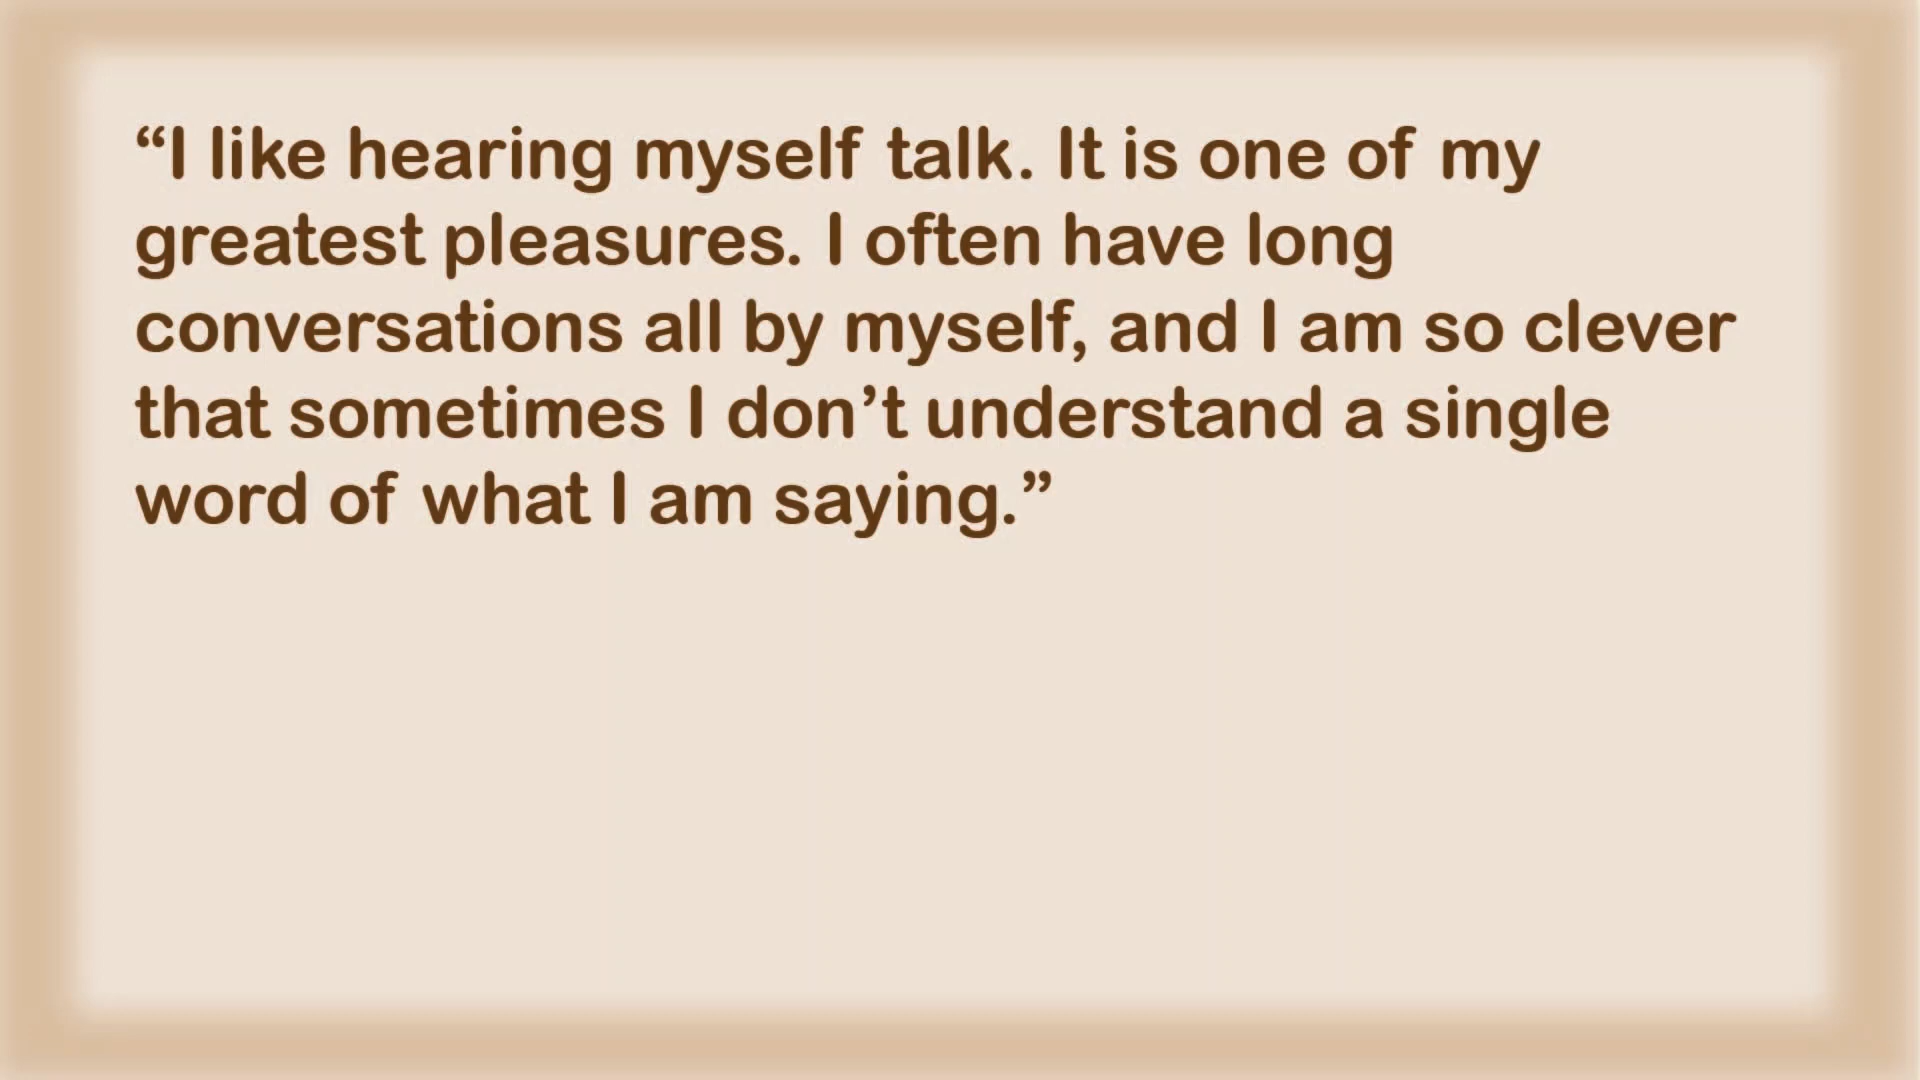 “I like hearing myself talk. It is one of my
greatest pleasures. I often have long
conversations all by myself, and I am so clever
that sometimes I don’t understand a single
word of what I am saying.”